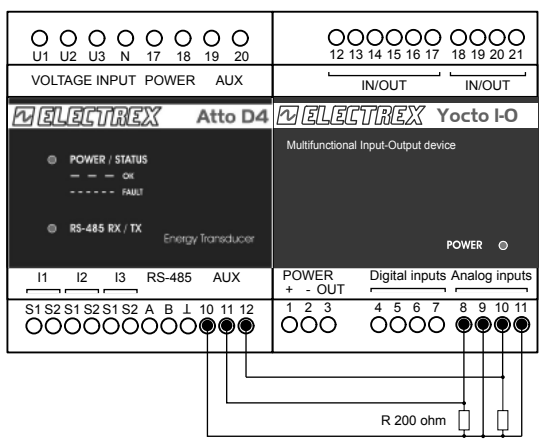 U1 U2 U3 N 17 18 19 20
VOLTAGE INPUT POWER AUX
12 13 14 15 16 17 18 19 20 21
IN/OUT IN/OUT
ELECTREX Atto D4
POWER / STATUS
OK
FAULT
RS-485 RX / TX
Energy Transducer
ELECTREX Yocto I-O
Multifunctional Input-Output device
POWER
I1 I2 I3 RS-485 AUX
S1 S2 S1 S2 S1 S2 A B ⊥ 10 11 12
POWER Digital inputs Analog inputs
+ - OUT
1 2 3 4 5 6 7 8 9 10 11
R 200 ohm